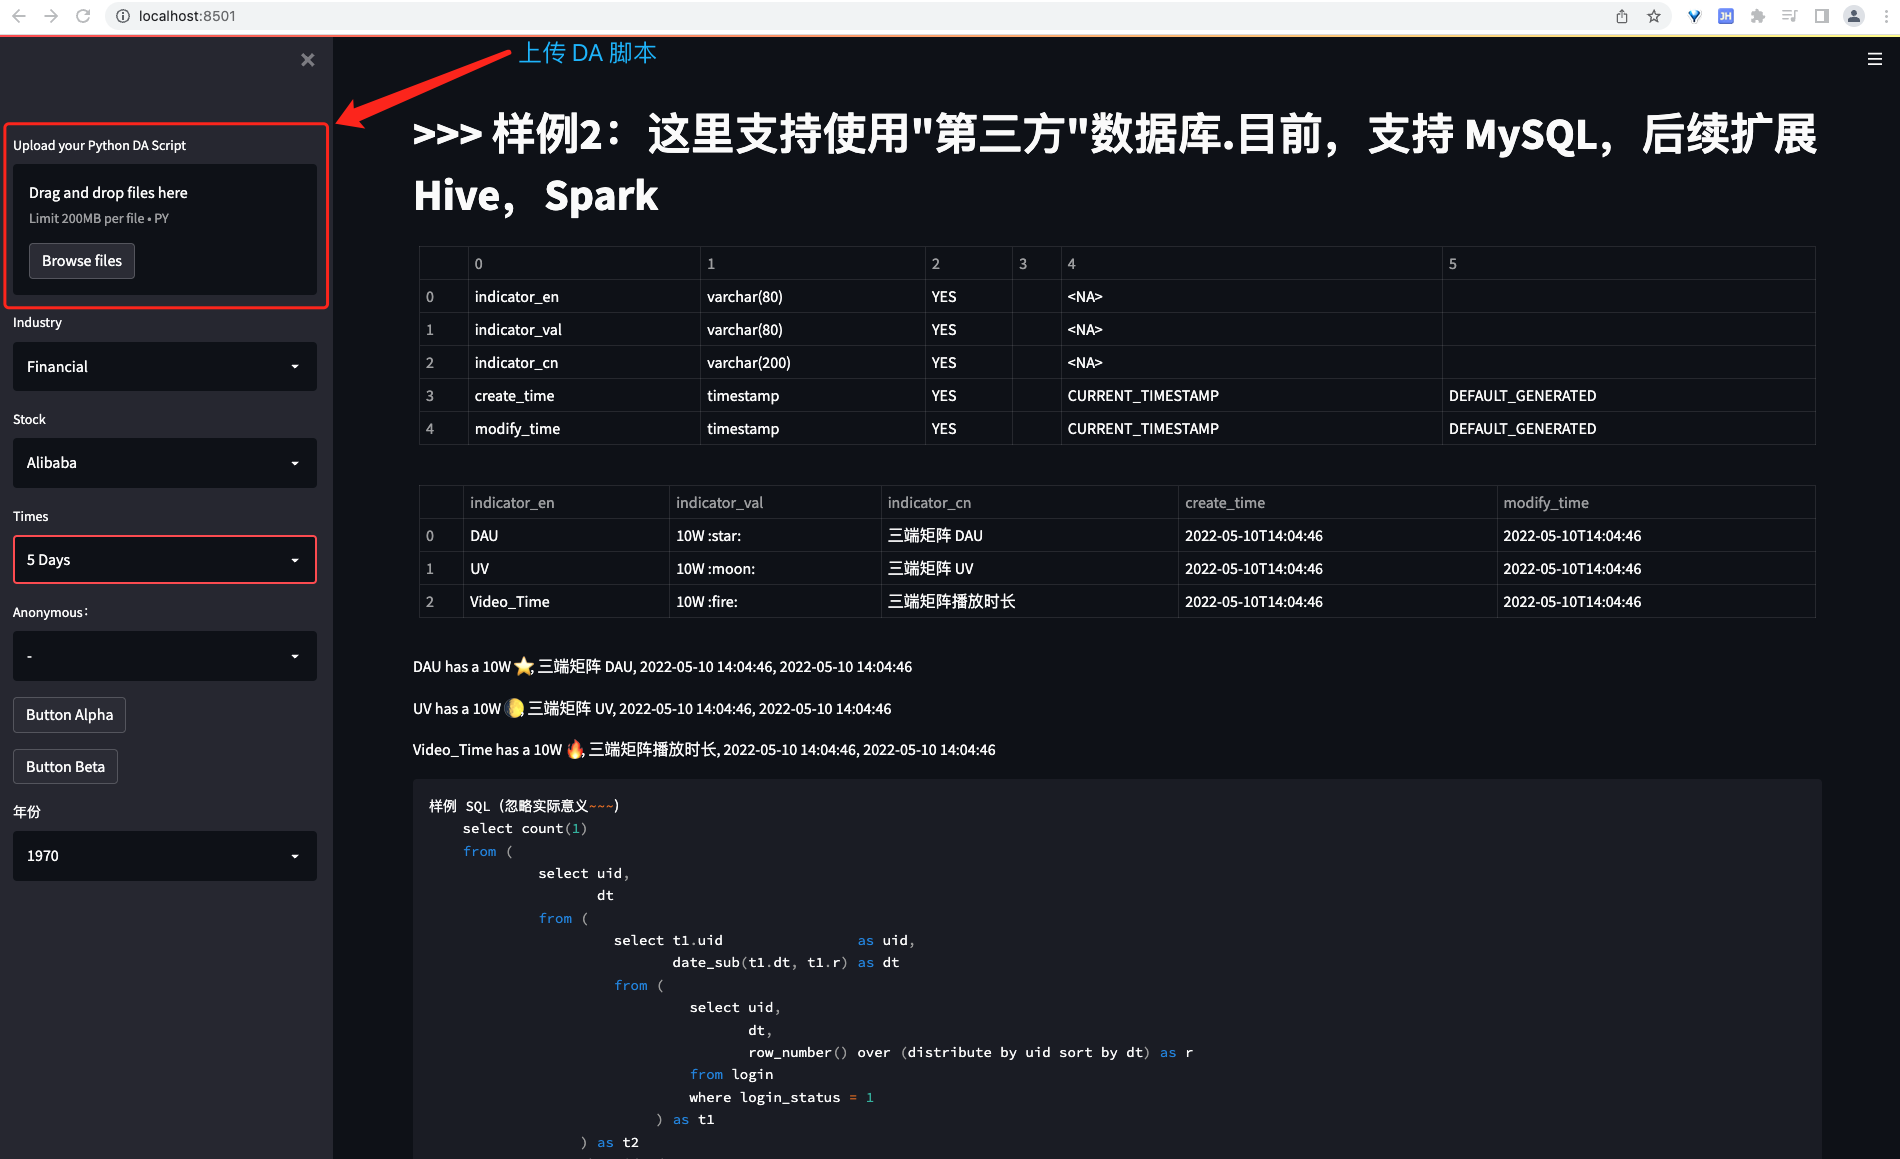 localhost:8501
上传 DA 脚本
Upload your Python DA Script
Drag and drop files here
Limit 200MB per file • PY
Browse files
Industry
Financial
Stock
Alibaba
Times
5 Days
Anonymous：
-
Button Alpha
Button Beta
年份
1970
>>> 样例2：这里支持使用"第三方"数据库.目前，支持 MySQL，后续扩展
Hive，Spark
0 1 2 3 4 5
0 indicator_en varchar(80) YES <NA>
1 indicator_val varchar(80) YES <NA>
2 indicator_cn varchar(200) YES <NA>
3 create_time timestamp YES CURRENT_TIMESTAMP DEFAULT_GENERATED
4 modify_time timestamp YES CURRENT_TIMESTAMP DEFAULT_GENERATED
indicator_en indicator_val indicator_cn create_time modify_time
0 DAU 10W :star: 三端矩阵 DAU 2022-05-10T14:04:46 2022-05-10T14:04:46
1 UV 10W :moon: 三端矩阵 UV 2022-05-10T14:04:46 2022-05-10T14:04:46
2 Video_Time 10W :fire: 三端矩阵播放时长 2022-05-10T14:04:46 2022-05-10T14:04:46
DAU has a 10W ⭐, 三端矩阵 DAU, 2022-05-10 14:04:46, 2022-05-10 14:04:46
UV has a 10W 🌔, 三端矩阵 UV, 2022-05-10 14:04:46, 2022-05-10 14:04:46
Video_Time has a 10W 🔥, 三端矩阵播放时长, 2022-05-10 14:04:46, 2022-05-10 14:04:46
样例 SQL（忽略实际意义~~~）
select count(1)
from (
select uid,
dt
from (
select t1.uid as uid,
date_sub(t1.dt, t1.r) as dt
from (
select uid,
dt,
row_number() over (distribute by uid sort by dt) as r
from login
where login_status = 1
) as t1
) as t2